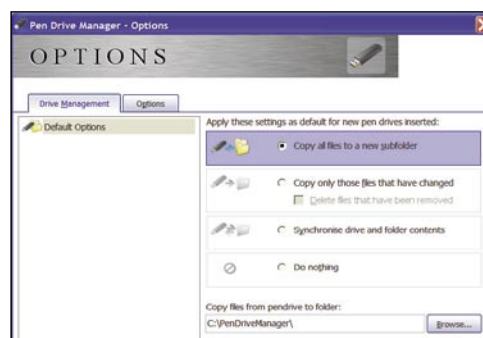 Pen Drive Manager - Options
OPTIONS
Drive Management
Options
Default Options
Apply these settings as default for new pen drives inserted:
Copy all files to a new subfolder
Copy only those files that have changed
Delete files that have been removed
Synchronise drive and folder contents
Do nothing
Copy files from pendrive to folder:
C:\PenDriveManager\
Browse...